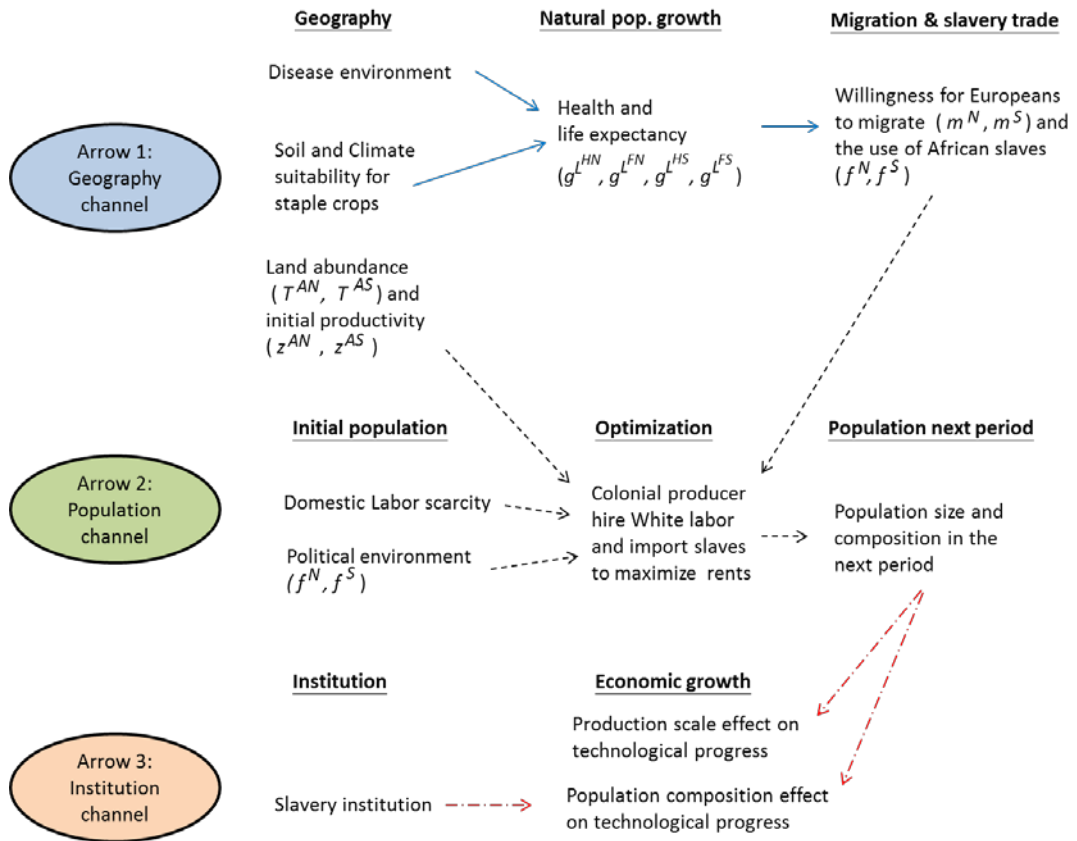 Geography
Natural pop. growth
Migration & slavery trade
Arrow 1:
Geography
channel
Disease environment
Soil and Climate
suitability for
staple crops
Health and
life expectancy
(g^{L^{HN}}, g^{L^{FN}}, g^{L^{HS}}, g^{L^{FS}})
Willingness for Europeans
to migrate (m^N, m^S) and
the use of African slaves
(f^N, f^S)
Land abundance
(T^{AN}, T^{AS}) and
initial productivity
(z^{AN}, z^{AS})
Initial population
Optimization
Population next period
Arrow 2:
Population
channel
Domestic Labor scarcity
Political environment
(f^N, f^S)
Colonial producer
hire White labor
and import slaves
to maximize rents
Population size and
composition in the
next period
Institution
Economic growth
Arrow 3:
Institution
channel
Slavery institution
Production scale effect on
technological progress
Population composition effect
on technological progress